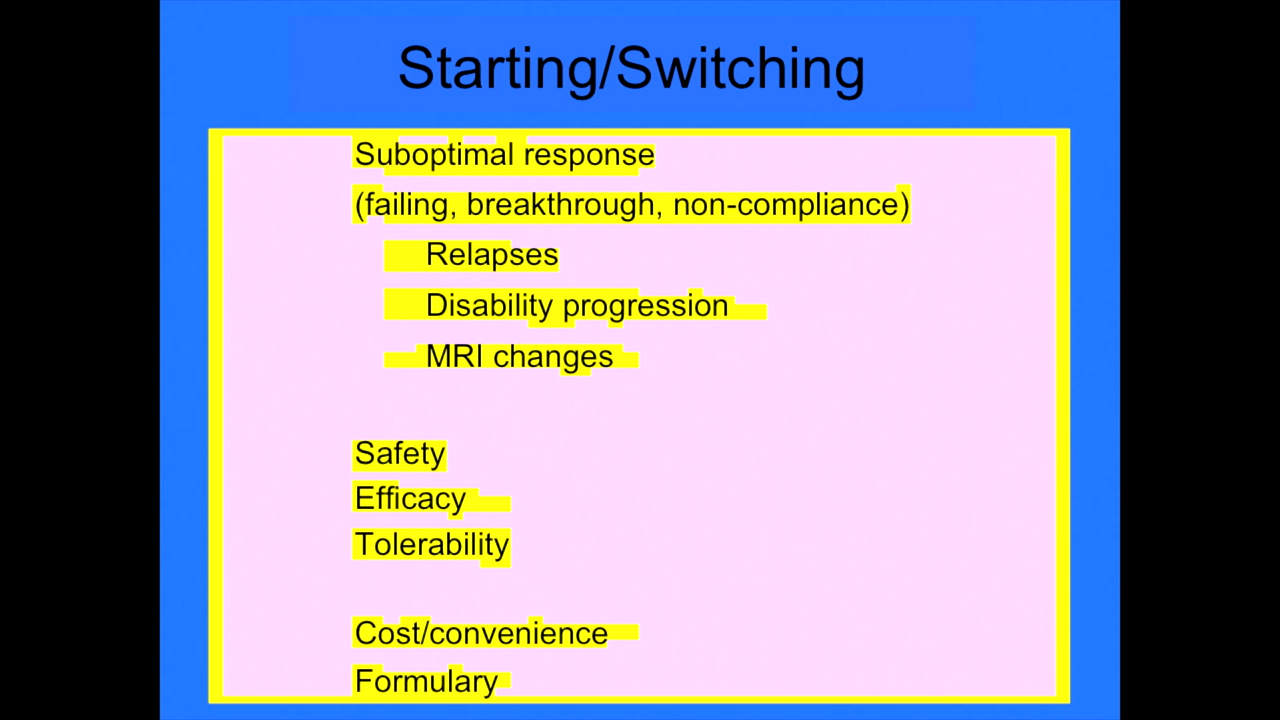 Starting/Switching
Suboptimal response
(failing, breakthrough, non-compliance)
Relapses
Disability progression
MRI changes
Safety
Efficacy
Tolerability
Cost/convenience
Formulary